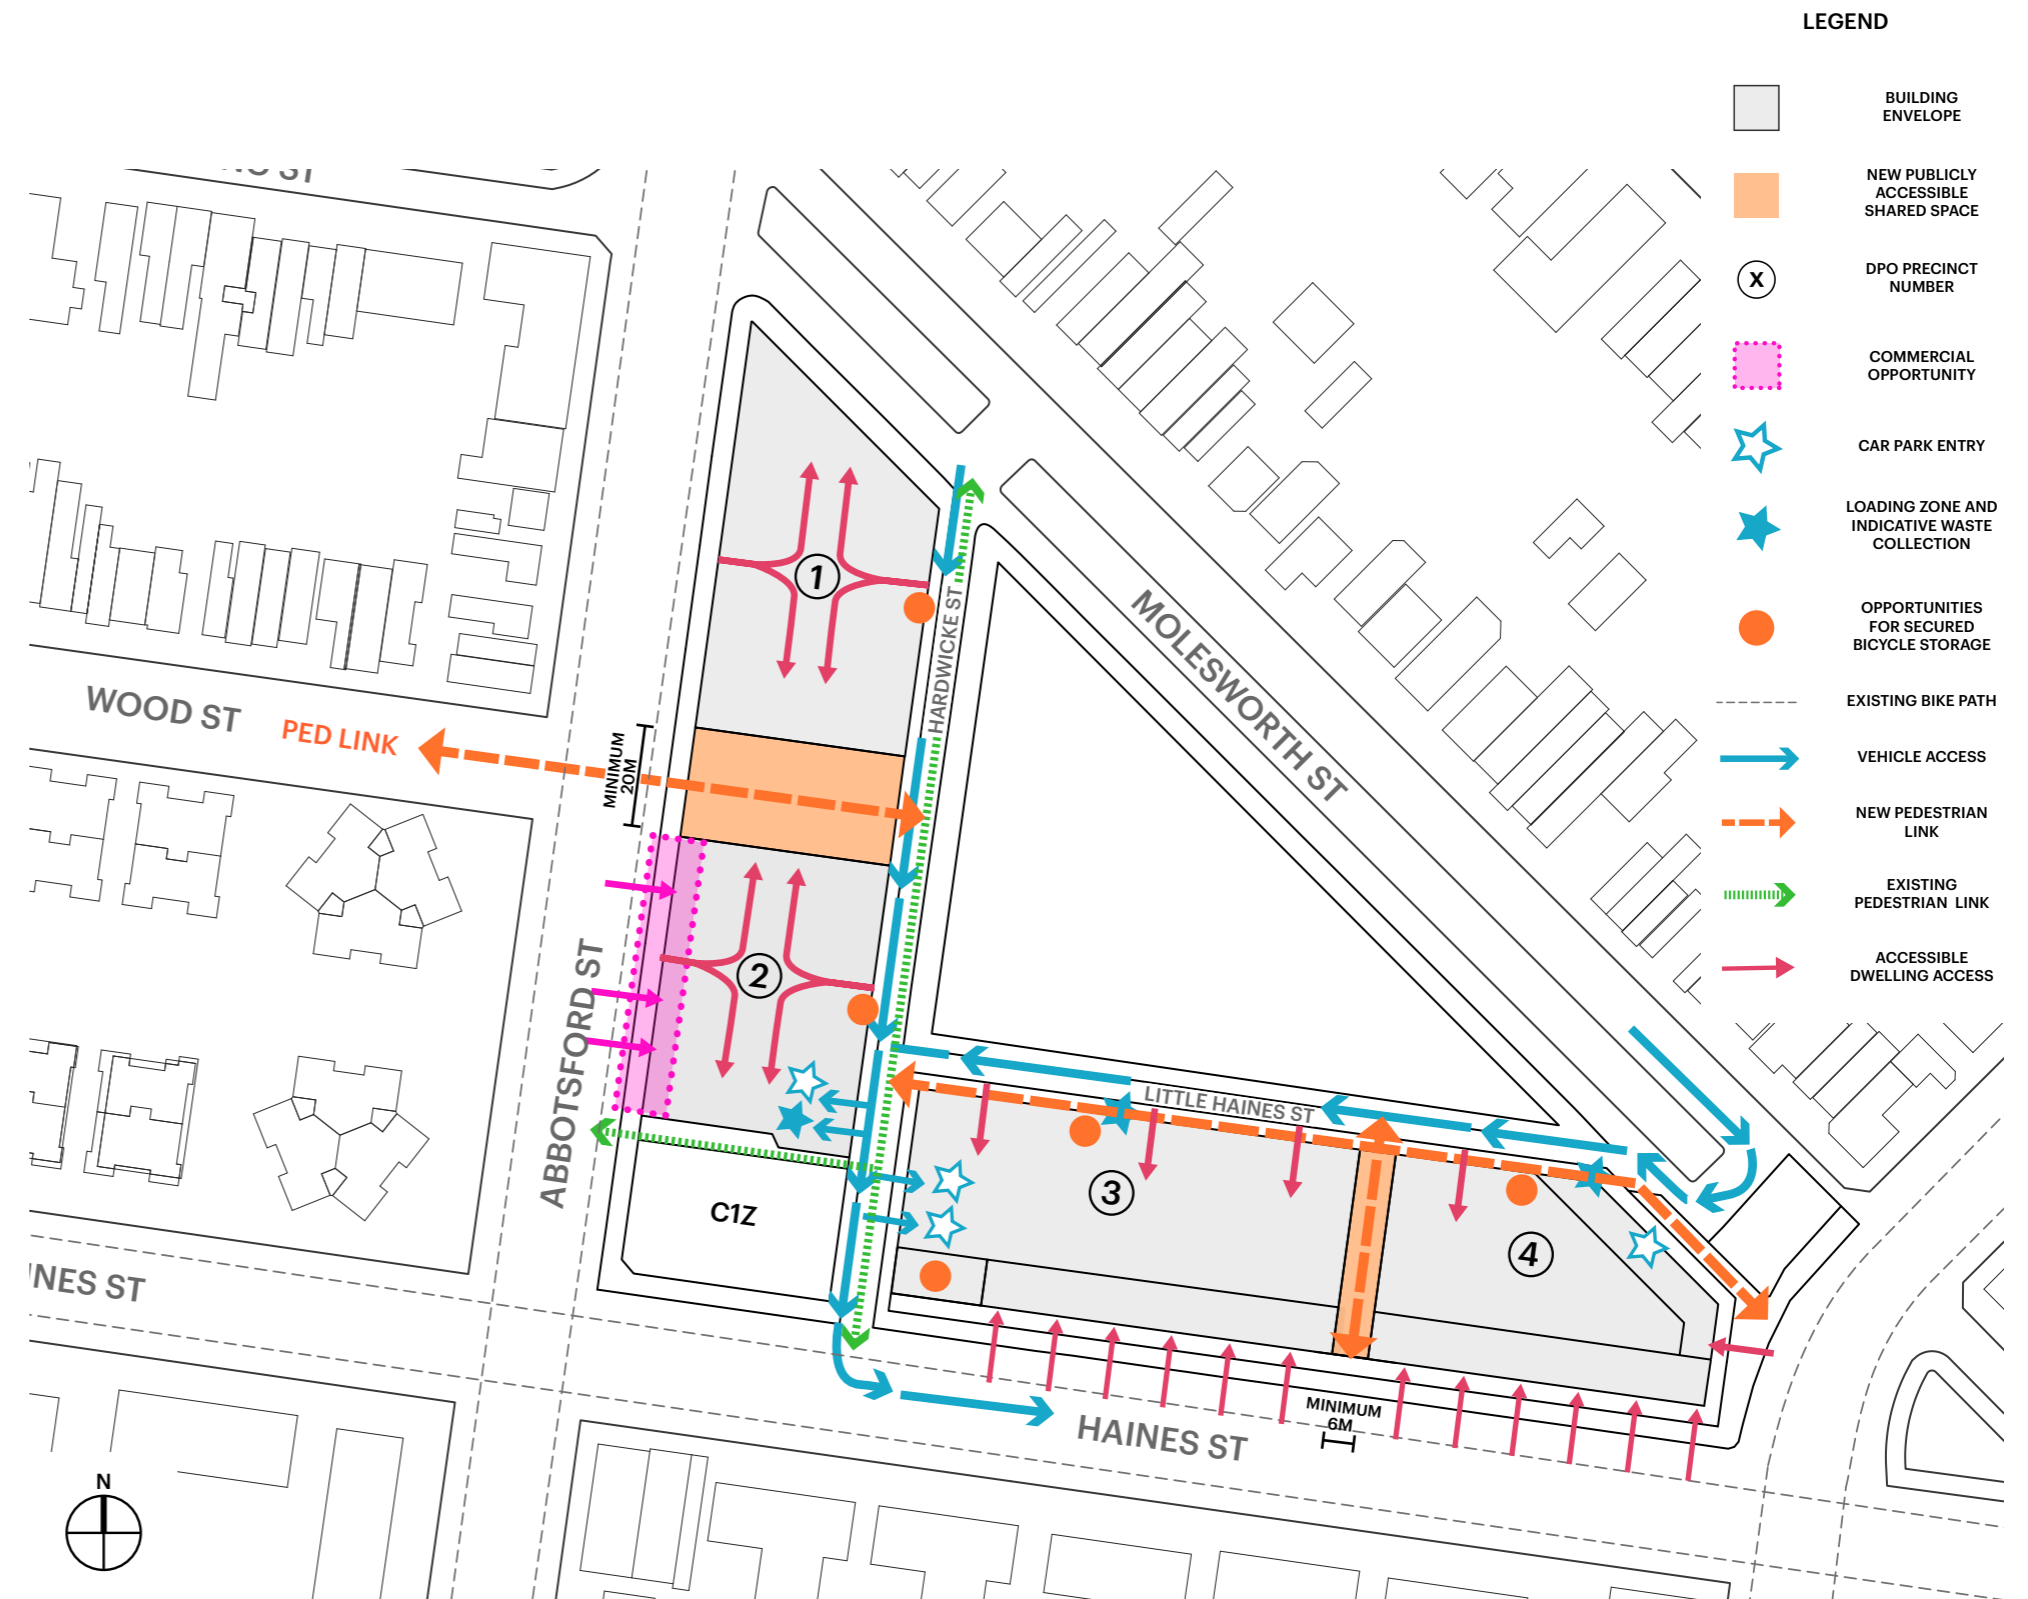 LEGEND
BUILDING
ENVELOPE
NEW PUBLICLY
ACCESSIBLE
SHARED SPACE
X
DPO PRECINCT
NUMBER
COMMERCIAL
OPPORTUNITY
CAR PARK ENTRY
LOADING ZONE AND
INDICATIVE WASTE
COLLECTION
OPPORTUNITIES
FOR SECURED
BICYCLE STORAGE
EXISTING BIKE PATH
VEHICLE ACCESS
NEW PEDESTRIAN
LINK
EXISTING
PEDESTRIAN LINK
ACCESSIBLE
DWELLING ACCESS
WOOD ST
PED LINK
MINIMUM
20M
1
HARDWICKE ST
MOLESWORTH ST
2
ABBOTSFORD ST
LITTLE HAINES ST
3
4
C1Z
INES ST
HAINES ST
MINIMUM
6M
N